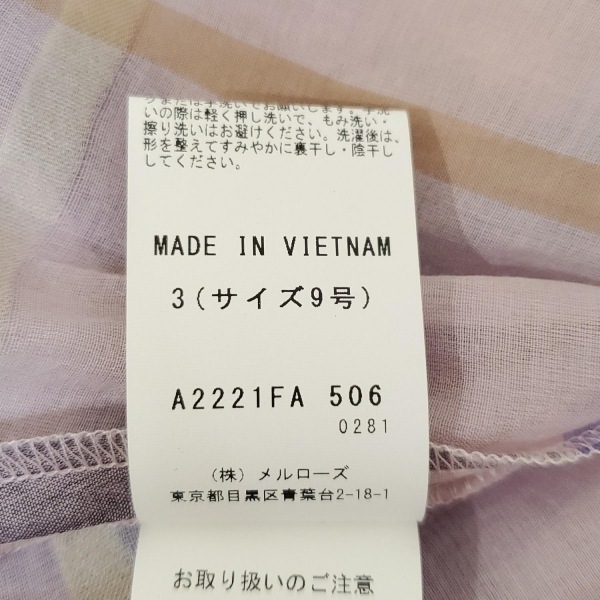 または手洗いでお願いします。手洗
いの際は軽く押し洗いで、もみ洗い・
擦り洗いはお避けください。洗濯後は、
形を整えてすみやかに裏干し・陰干し
してください。
MADE IN VIETNAM
3(サイズ9号)
A2221FA 506
0281
(株) メルローズ
東京都目黒区青葉台2-18-1
お取り扱いのご注意